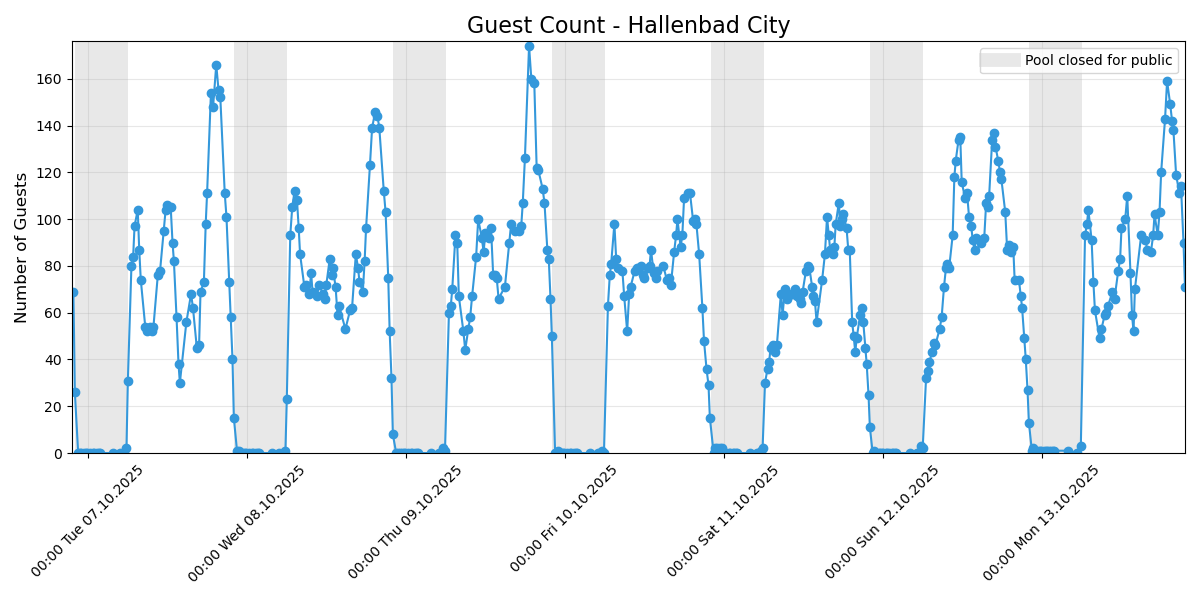 Guest Count - Hallenbad City
Pool closed for public
Number of Guests
160
140
120
100
80
60
40
20
0
00:00 Tue 07.10.2025
00:00 Wed 08.10.2025
00:00 Thu 09.10.2025
00:00 Fri 10.10.2025
00:00 Sat 11.10.2025
00:00 Sun 12.10.2025
00:00 Mon 13.10.2025